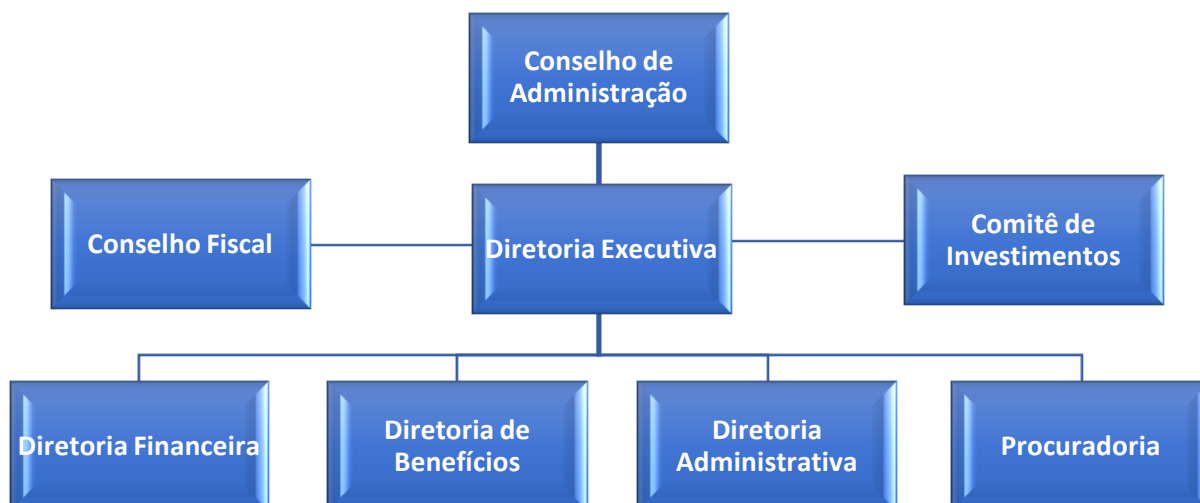 Conselho de
Administração
Conselho Fiscal
Diretoria Executiva
Comitê de
Investimentos
Diretoria Financeira
Diretoria de
Benefícios
Diretoria
Administrativa
Procuradoria